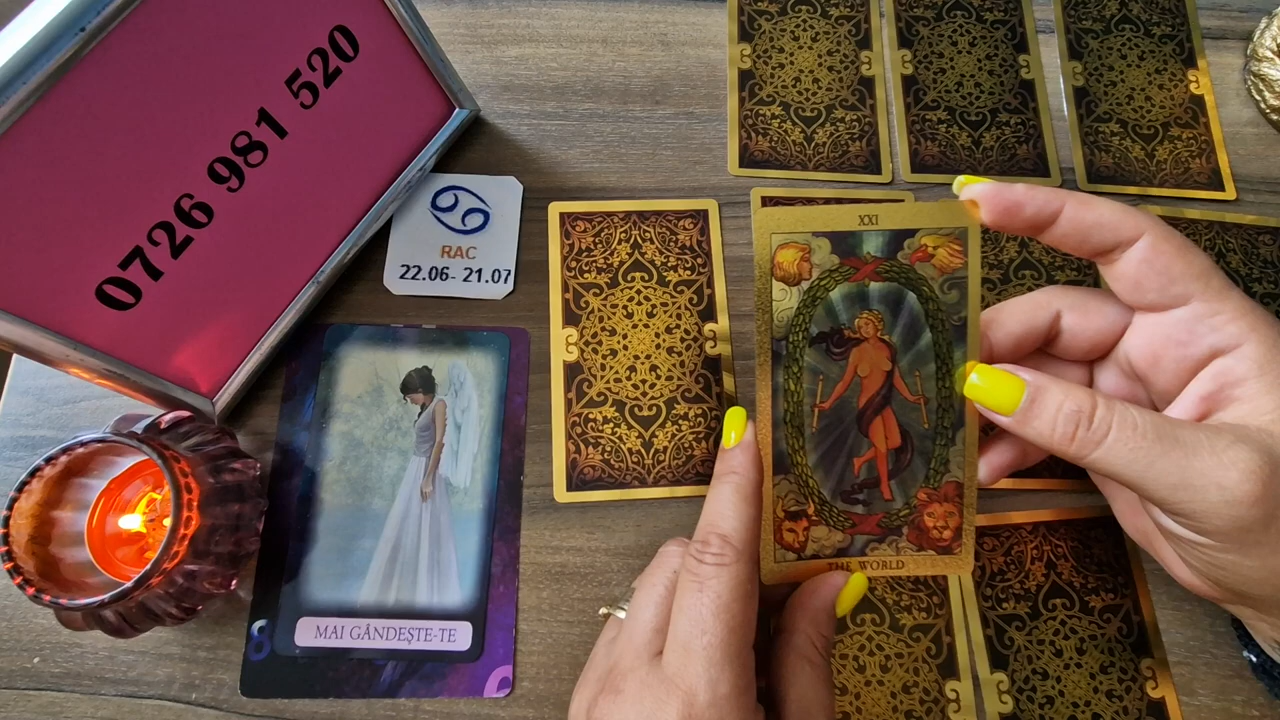 0726 981 520
RAC
22.06- 21.07
MAI GÂNDEȘTE-TE
XXI
THE WORLD